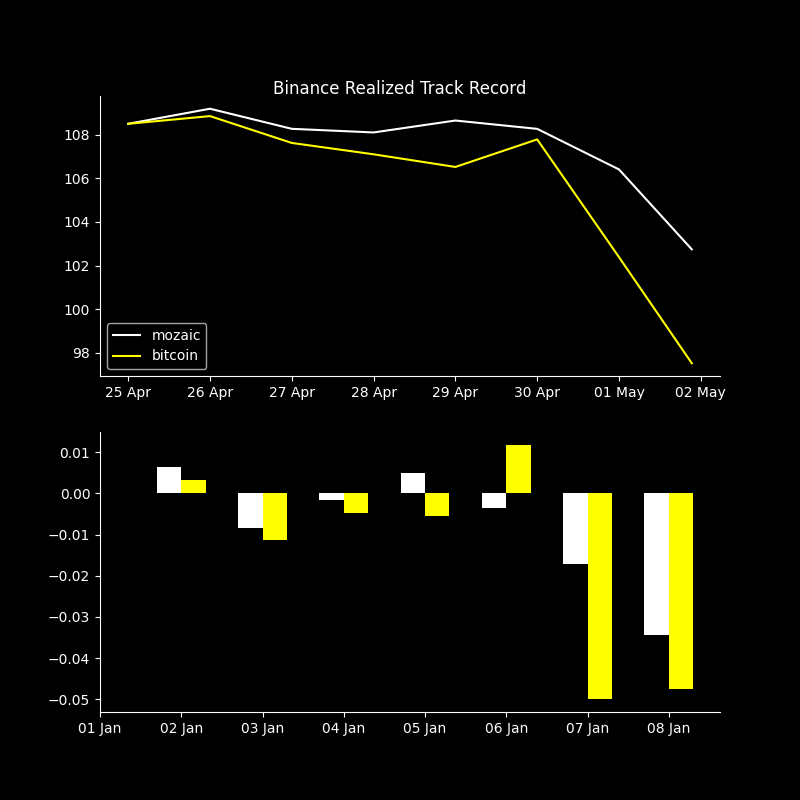 Binance Realized Track Record
108
106
104
102
100
98
mozaic
bitcoin
25 Apr 26 Apr 27 Apr 28 Apr 29 Apr 30 Apr 01 May 02 May
0.01
0.00
−0.01
−0.02
−0.03
−0.04
−0.05
01 Jan 02 Jan 03 Jan 04 Jan 05 Jan 06 Jan 07 Jan 08 Jan